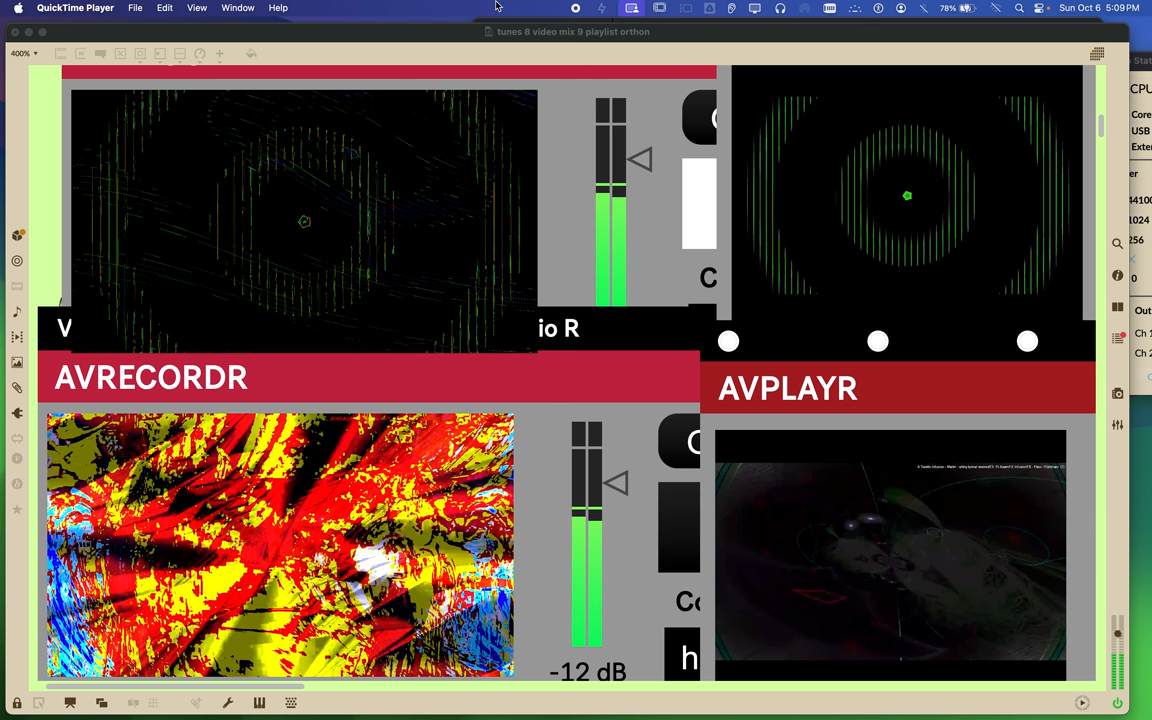 QuickTime Player File Edit View Window Help
78%
Sun Oct 6 5:09 PM
tunes 8 video mix 9 playlist orthon
Stat
400%
CPU
Core
USB
Exter
er
44100
1024
256
0
Out
Ch 1
Ch 2
C
C
V
io R
AVRECORDR
AVPLAYR
C
Co
-12 dB
h